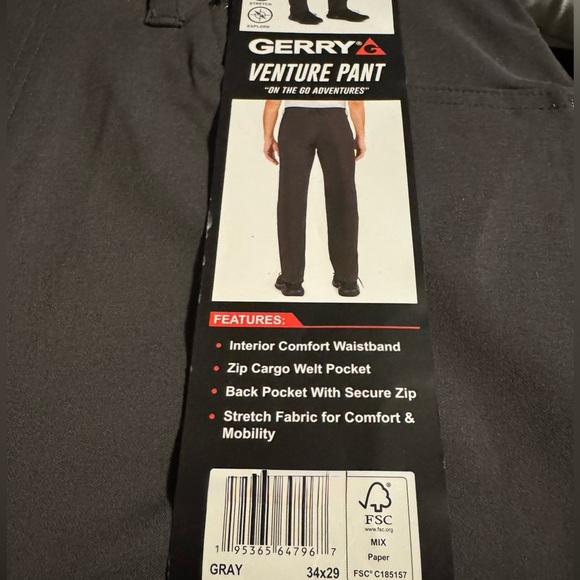 STRETCH
EXPLORE
GERRY® G
VENTURE PANT
"ON THE GO ADVENTURES"
FEATURES:
• Interior Comfort Waistband
• Zip Cargo Welt Pocket
• Back Pocket With Secure Zip
• Stretch Fabric for Comfort &
Mobility
1 95365 64796 7
GRAY 34x29
FSC
www.fsc.org
MIX
Paper
FSC® C185157